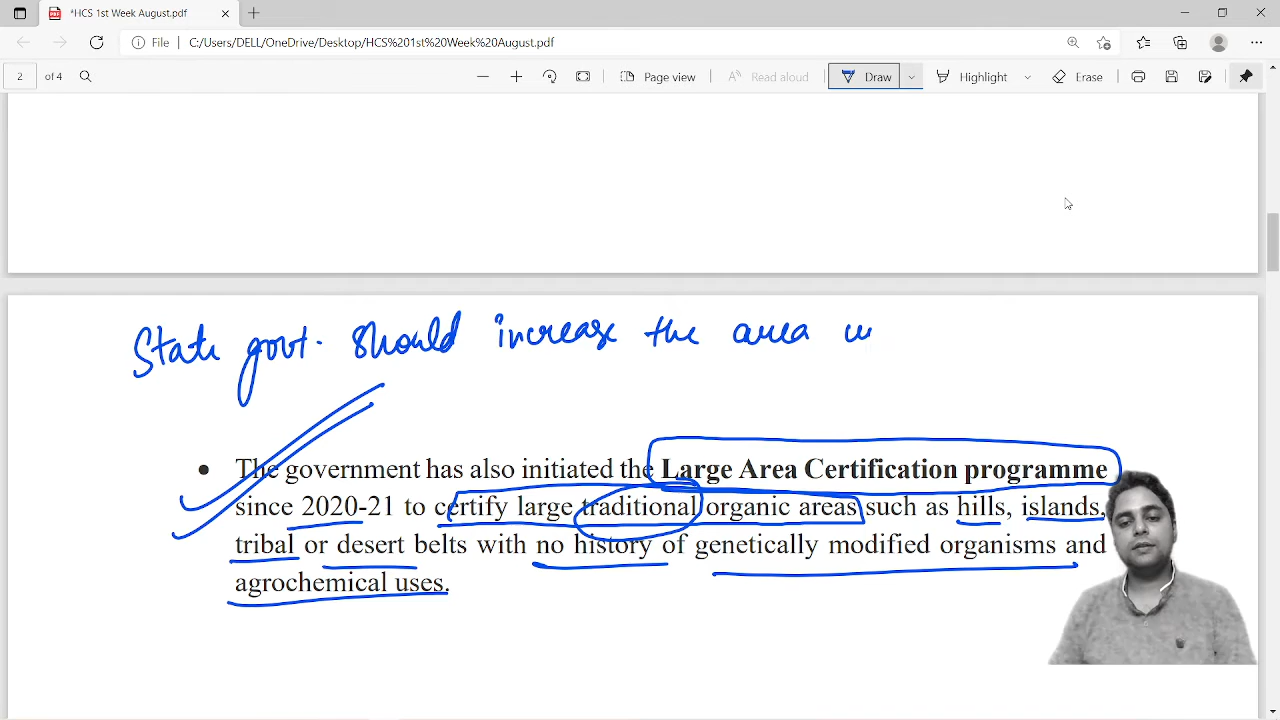 *HCS 1st Week August.pdf
File C:/Users/DELL/OneDrive/Desktop/HCS%201st%20Week%20August.pdf
2 of 4 Page view Read aloud Draw Highlight Erase
State govt. should increase the area
• The government has also initiated the Large Area Certification programme
since 2020-21 to certify large traditional organic areas such as hills, islands,
tribal or desert belts with no history of genetically modified organisms and
agrochemical uses.